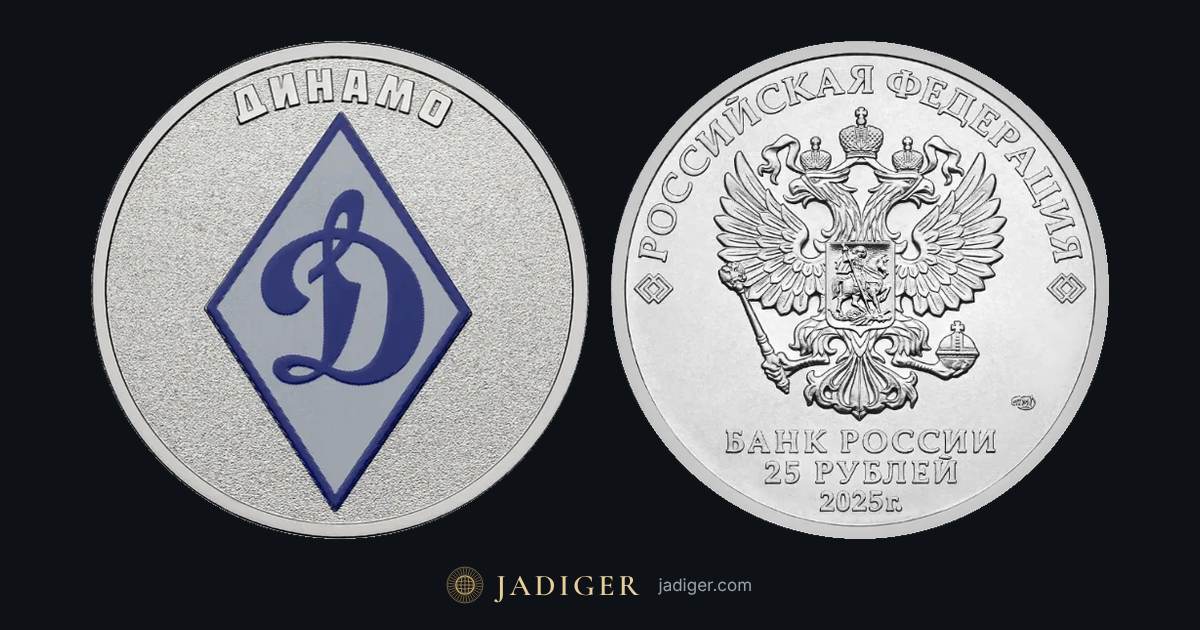 ДИНАМО
D
РОССИЙСКАЯ ФЕДЕРАЦИЯ
БАНК РОССИИ
25 РУБЛЕЙ
2025г.
JADIGER jadiger.com